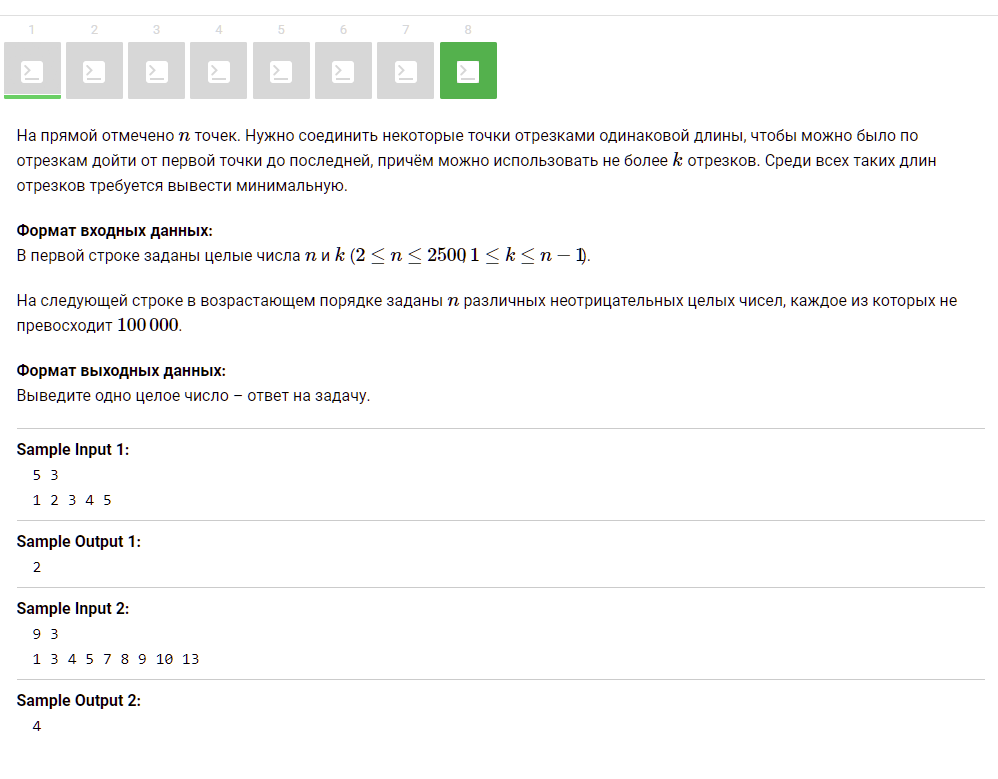 1 2 3 4 5 6 7 8
На прямой отмечено n точек. Нужно соединить некоторые точки отрезками одинаковой длины, чтобы можно было по
отрезкам дойти от первой точки до последней, причём можно использовать не более k отрезков. Среди всех таких длин
отрезков требуется вывести минимальную.
Формат входных данных:
В первой строке заданы целые числа n и k (2 ≤ n ≤ 2500, 1 ≤ k ≤ n − 1).
На следующей строке в возрастающем порядке заданы n различных неотрицательных целых чисел, каждое из которых не
превосходит 100 000.
Формат выходных данных:
Выведите одно целое число – ответ на задачу.
Sample Input 1:
5 3
1 2 3 4 5
Sample Output 1:
2
Sample Input 2:
9 3
1 3 4 5 7 8 9 10 13
Sample Output 2:
4